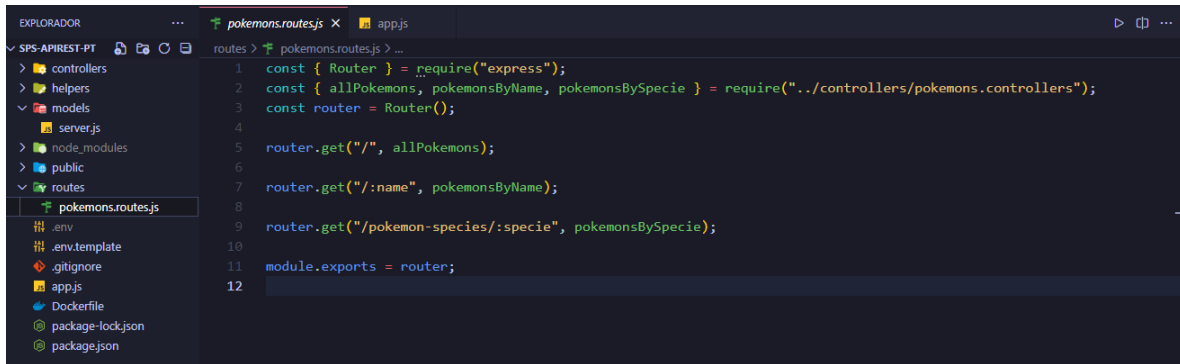 EXPLORADOR ...
SPS-APIREST-PT
controllers
helpers
models
server.js
node_modules
public
routes
pokemons.routes.js
.env
.env.template
.gitignore
app.js
Dockerfile
package-lock.json
package.json
pokemons.routes.js app.js
routes > pokemons.routes.js > ...
1 const { Router } = require("express");
2 const { allPokemons, pokemonsByName, pokemonsBySpecie } = require("../controllers/pokemons.controllers");
3 const router = Router();
4
5 router.get("/", allPokemons);
6
7 router.get("/:name", pokemonsByName);
8
9 router.get("/pokemon-species/:specie", pokemonsBySpecie);
10
11 module.exports = router;
12